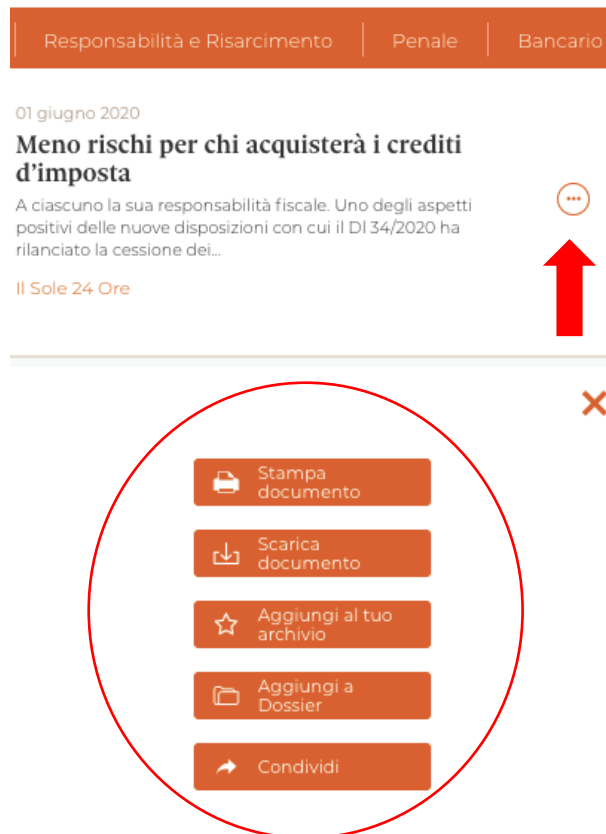 Responsabilità e Risarcimento Penale Bancario
01 giugno 2020
Meno rischi per chi acquisterà i crediti
d’imposta
A ciascuno la sua responsabilità fiscale. Uno degli aspetti
positivi delle nuove disposizioni con cui il Dl 34/2020 ha
rilanciato la cessione dei...
Il Sole 24 Ore
Stampa
documento
Scarica
documento
Aggiungi al tuo
archivio
Aggiungi a
Dossier
Condividi